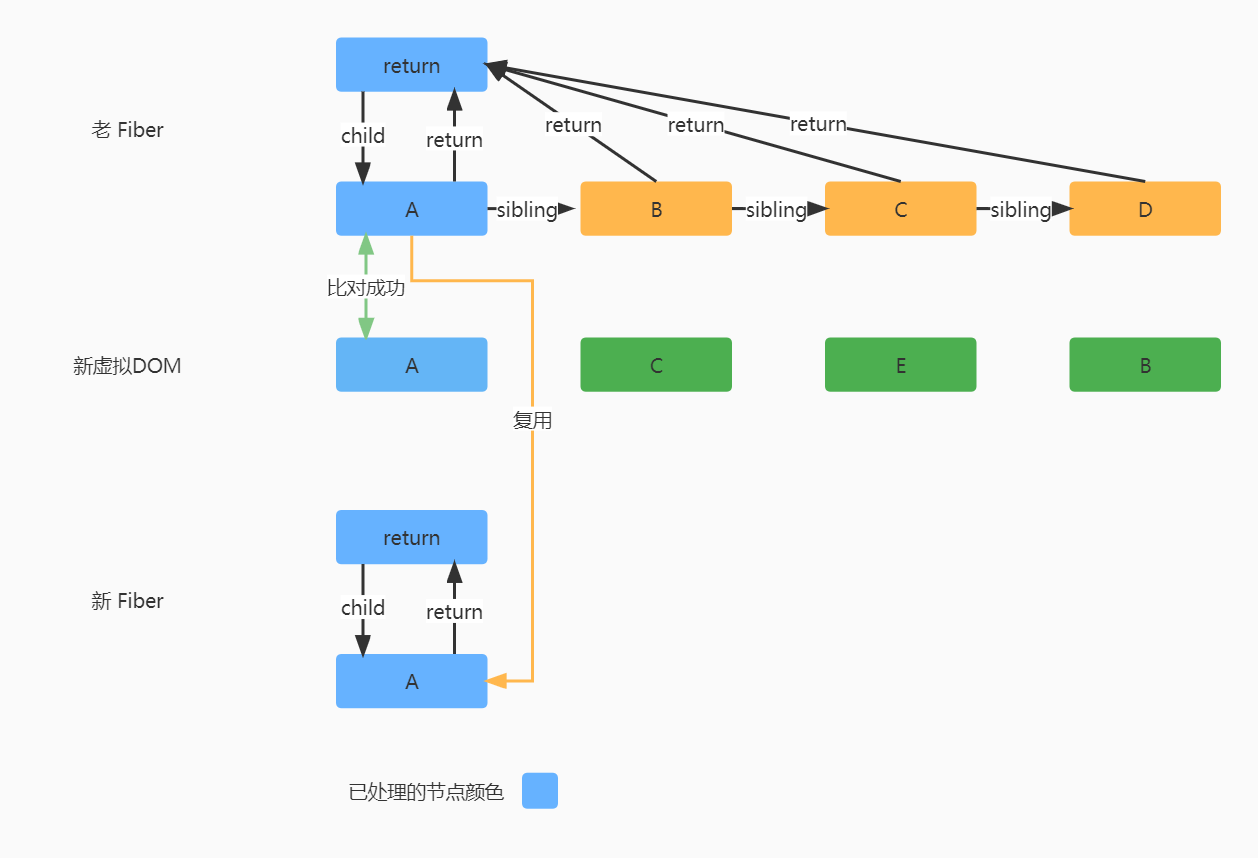 return
老 Fiber
child
return
return
return
return
A
sibling
B
sibling
C
sibling
D
比对成功
新虚拟DOM
A
C
E
B
复用
return
新 Fiber
child
return
A
已处理的节点颜色